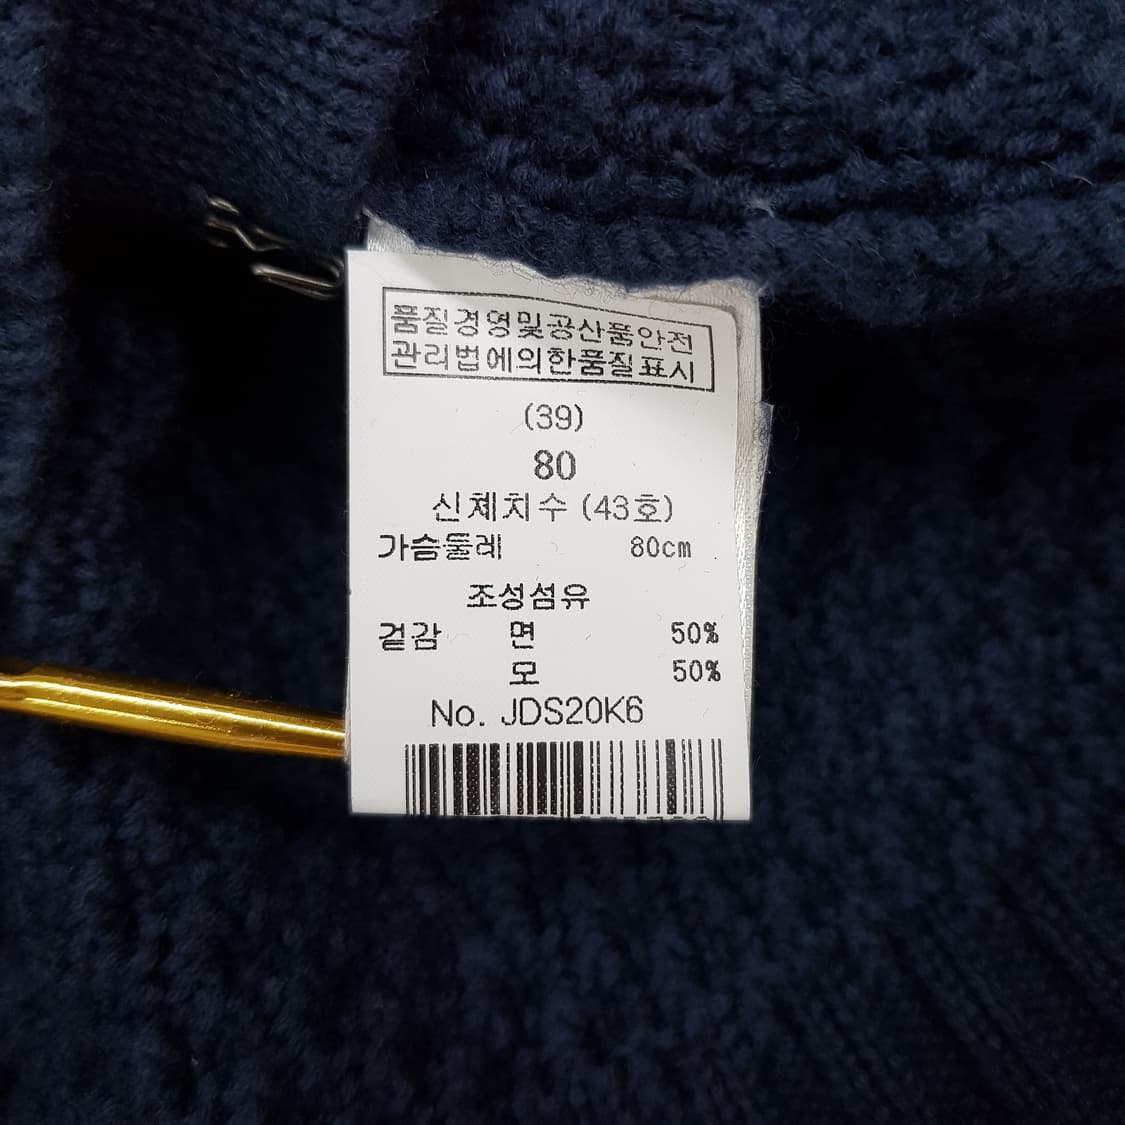 품질경영및공산품안전
관리법에의한품질표시
(39)
80
신체치수 (43호)
가슴둘레 80cm
조성섬유
겉감 면 50%
모 50%
No. JDS20K6